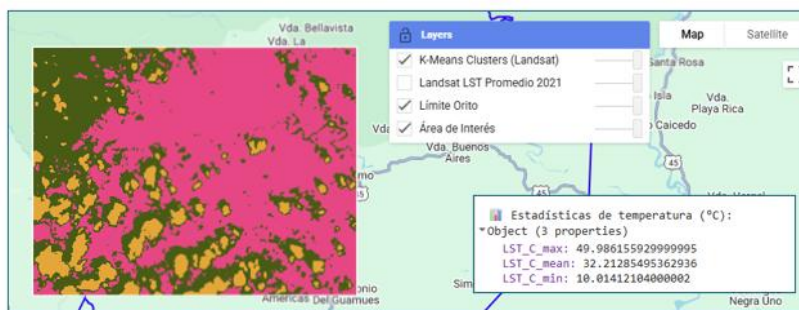 Vda. Bellavista
Vda. La
Layers
K-Means Clusters (Landsat)
Landsat LST Promedio 2021
Límite Orito
Área de Interés
Map
Satellite
Santa Rosa
Isla
Vda.
Playa Rica
Caicedo
Vda. Buenos
Aires
45
45
Estadísticas de temperatura (°C):
Object (3 properties)
LST_C_max: 49.986155929999995
LST_C_mean: 32.21285495362936
LST_C_min: 10.01412104000002
Américas
Del Guamues
Negra Uno